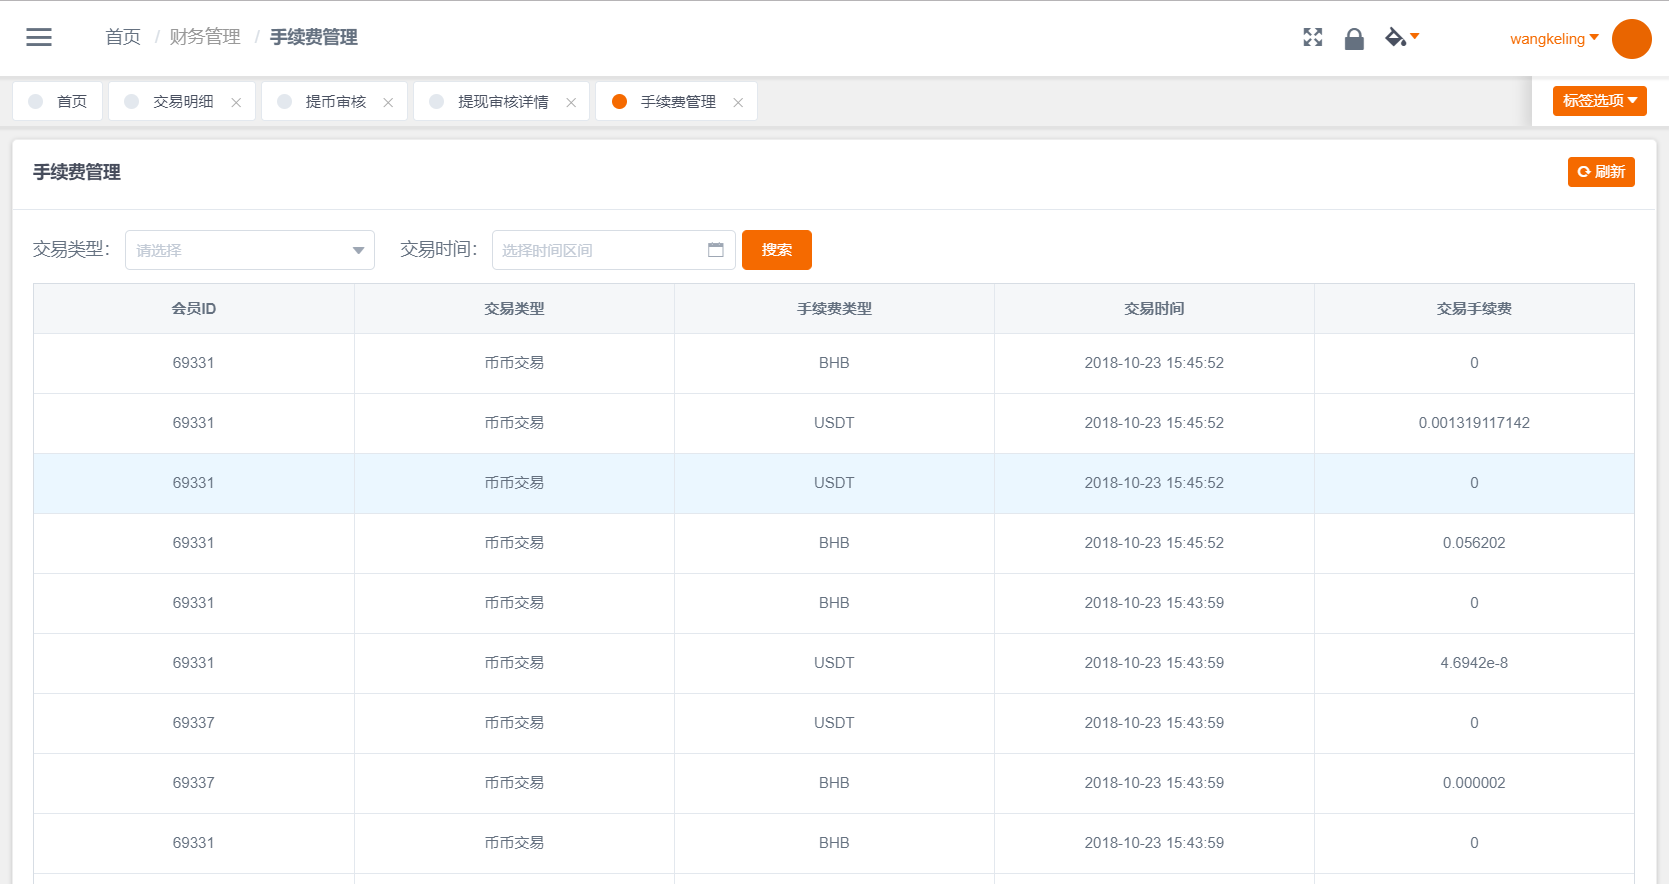 首页 / 财务管理 / 手续费管理
wangkeling
首页 交易明细 提币审核 提现审核详情 手续费管理 标签选项
手续费管理 刷新
交易类型: 请选择 交易时间: 选择时间区间 搜索
会员ID 交易类型 手续费类型 交易时间 交易手续费
69331 币币交易 BHB 2018-10-23 15:45:52 0
69331 币币交易 USDT 2018-10-23 15:45:52 0.001319117142
69331 币币交易 USDT 2018-10-23 15:45:52 0
69331 币币交易 BHB 2018-10-23 15:45:52 0.056202
69331 币币交易 BHB 2018-10-23 15:43:59 0
69331 币币交易 USDT 2018-10-23 15:43:59 4.6942e-8
69337 币币交易 USDT 2018-10-23 15:43:59 0
69337 币币交易 BHB 2018-10-23 15:43:59 0.000002
69331 币币交易 BHB 2018-10-23 15:43:59 0